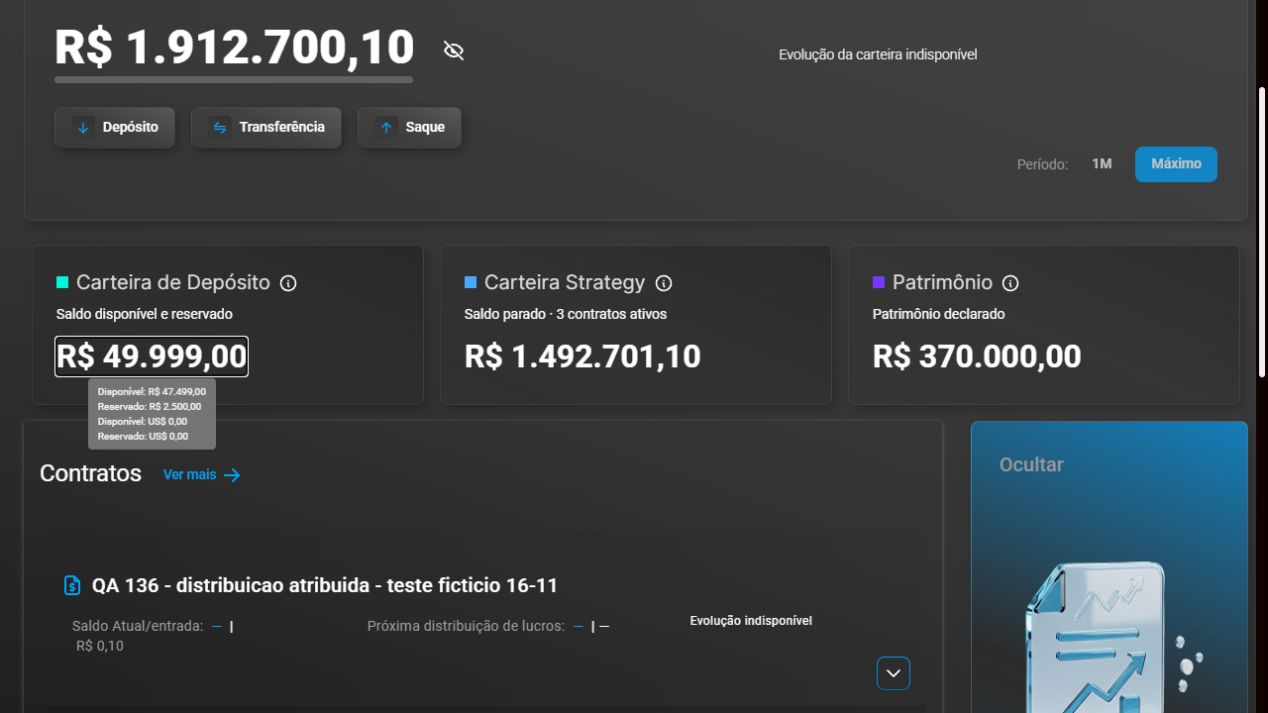 R$ 1.912.700,10
Evolução da carteira indisponível
Depósito
Transferência
Saque
Período:
1M
Máximo
Carteira de Depósito
Saldo disponível e reservado
R$ 49.999,00
Disponível: R$ 47.499,00
Reservado: R$ 2.500,00
Disponível: US$ 0,00
Reservado: US$ 0,00
Carteira Strategy
Saldo parado · 3 contratos ativos
R$ 1.492.701,10
Patrimônio
Patrimônio declarado
R$ 370.000,00
Contratos
Ver mais
Ocultar
QA 136 - distribuicao atribuida - teste ficticio 16-11
Saldo Atual/entrada: – |
R$ 0,10
Próxima distribuição de lucros: – | –
Evolução indisponível